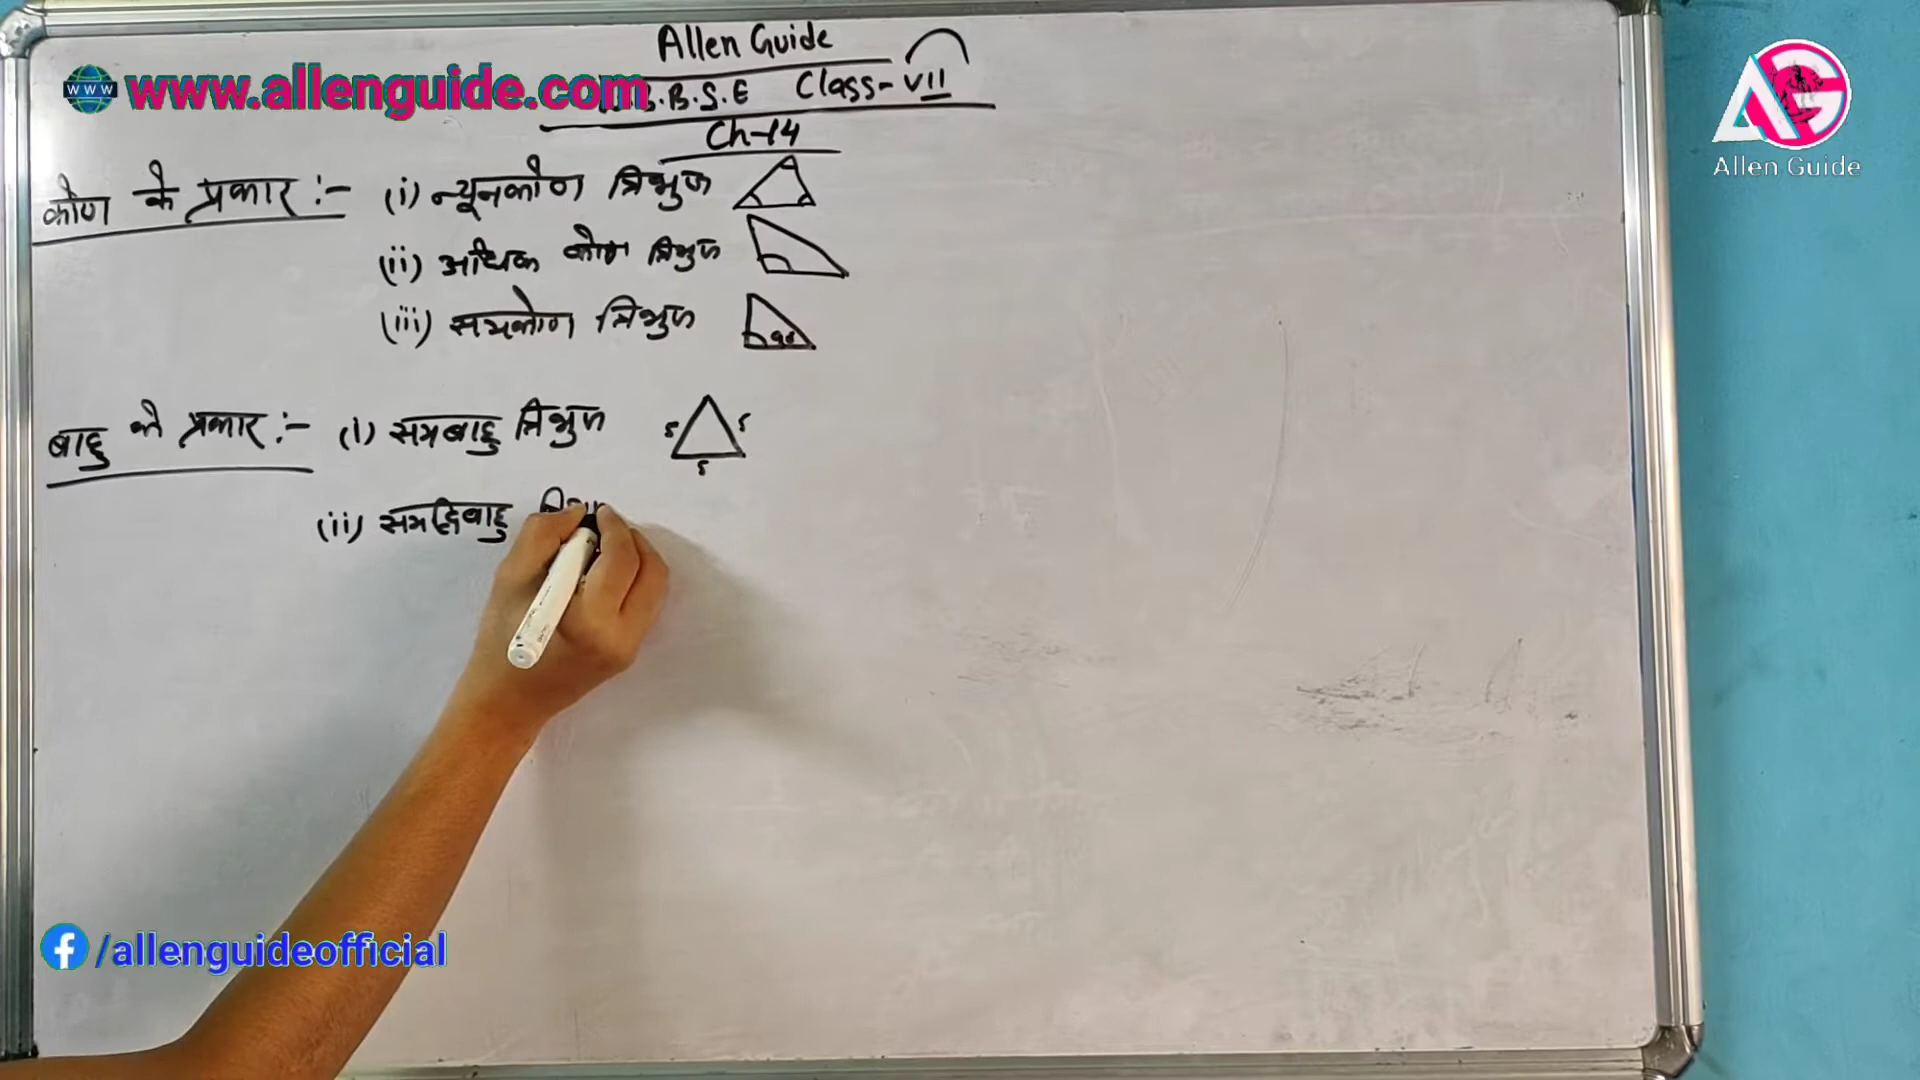 Allen Guide
www.allenguide.com
B.B.S.E Class-VII
Ch-14
Allen Guide
कोण के प्रकार :- (i) न्यूनकोण त्रिभुज
(ii) अधिक कोण त्रिभुज
(iii) समकोण त्रिभुज 90
बाहु के प्रकार :- (i) समबाहु त्रिभुज 5 5 5
(ii) समद्विबाहु
/allenguideofficial